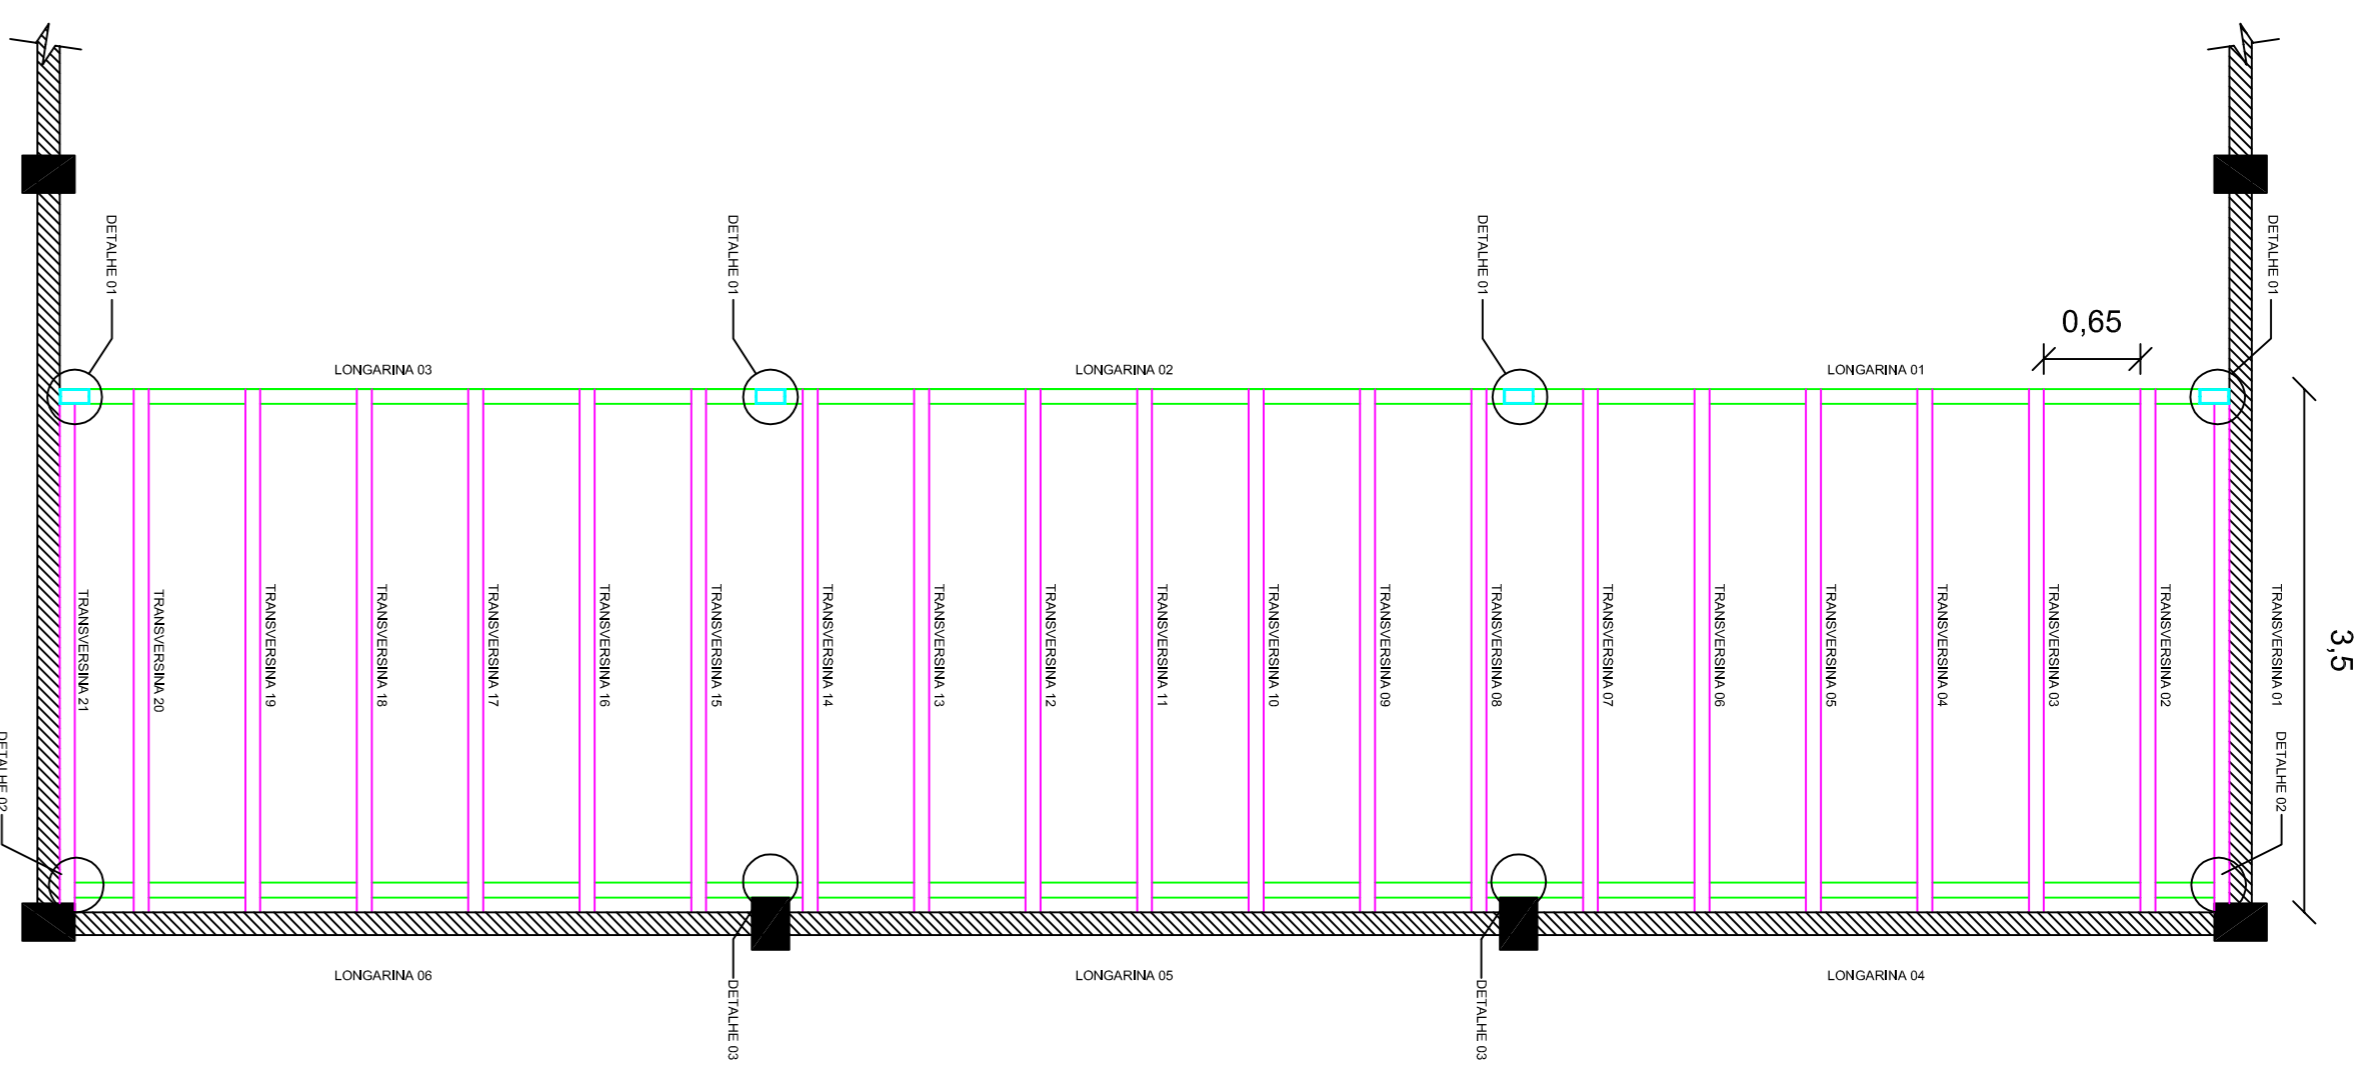 DETALHE 01
DETALHE 01
DETALHE 01
DETALHE 01
0,65
LONGARINA 03
LONGARINA 02
LONGARINA 01
3,5
TRANSVERSINA 21
TRANSVERSINA 20
TRANSVERSINA 19
TRANSVERSINA 18
TRANSVERSINA 17
TRANSVERSINA 16
TRANSVERSINA 15
TRANSVERSINA 14
TRANSVERSINA 13
TRANSVERSINA 12
TRANSVERSINA 11
TRANSVERSINA 10
TRANSVERSINA 09
TRANSVERSINA 08
TRANSVERSINA 07
TRANSVERSINA 06
TRANSVERSINA 05
TRANSVERSINA 04
TRANSVERSINA 03
TRANSVERSINA 02
TRANSVERSINA 01
DETALHE 02
DETALHE 02
LONGARINA 06
LONGARINA 05
LONGARINA 04
DETALHE 03
DETALHE 03